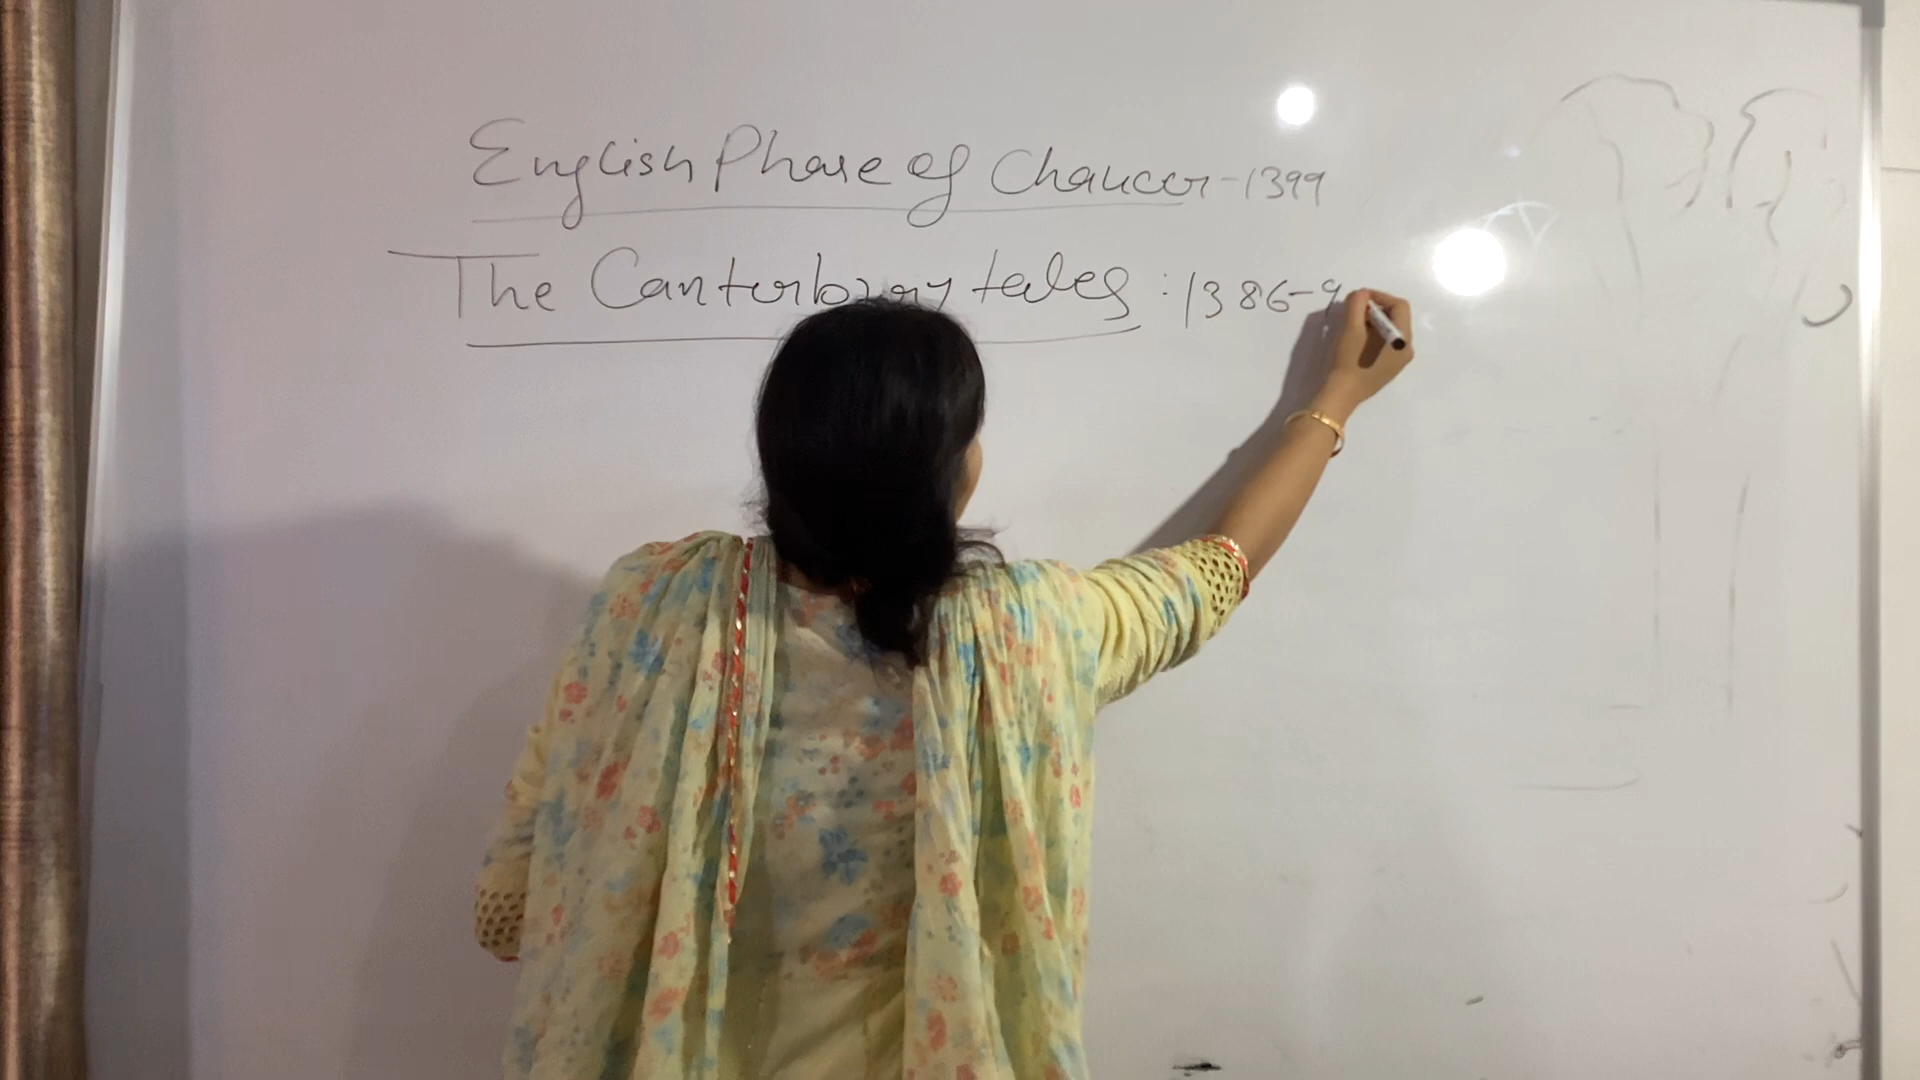 English Phase of Chaucer-1399
The Canterbury tales : 1386-9